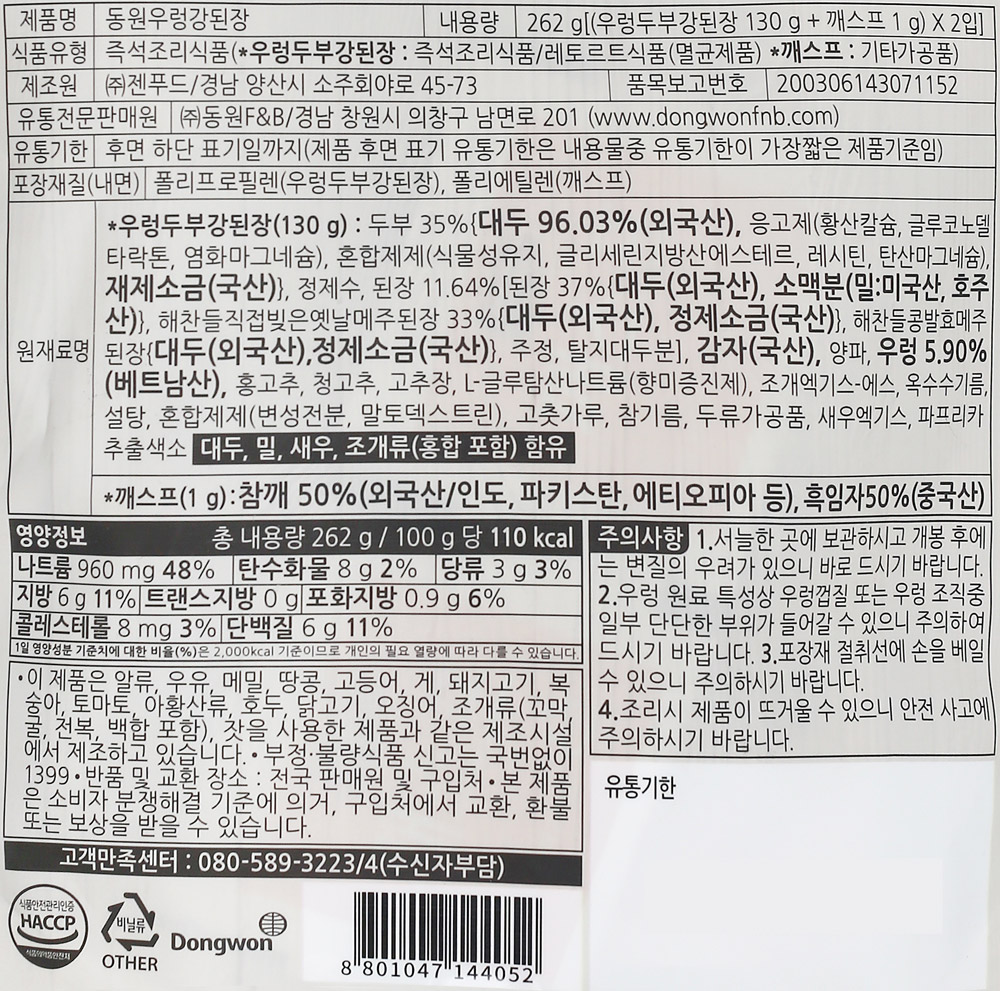 제품명 동원우렁강된장 내용량 262 g[(우렁두부강된장 130 g + 깨스프 1 g) X 2입]
식품유형 즉석조리식품(*우렁두부강된장 : 즉석조리식품/레토르트식품(멸균제품) *깨스프 : 기타가공품)
제조원 ㈜젠푸드/경남 양산시 소주회야로 45-73 품목보고번호 200306143071152
유통전문판매원 ㈜동원F&B/경남 창원시 의창구 남면로 201 (www.dongwonfnb.com)
유통기한 후면 하단 표기일까지(제품 후면 표기 유통기한은 내용물중 유통기한이 가장짧은 제품기준임)
포장재질(내면) 폴리프로필렌(우렁두부강된장), 폴리에틸렌(깨스프)
원재료명
*우렁두부강된장(130 g) : 두부 35%{대두 96.03%(외국산), 응고제(황산칼슘, 글루코노델
타락톤, 염화마그네슘), 혼합제제(식물성유지, 글리세린지방산에스테르, 레시틴, 탄산마그네슘),
재제소금(국산)}, 정제수, 된장 11.64%[된장 37%{대두(외국산), 소맥분(밀:미국산, 호주
산)}, 해찬들직접빚은옛날메주된장 33%{대두(외국산), 정제소금(국산)}, 해찬들콩발효메주
된장{대두(외국산),정제소금(국산)}, 주정, 탈지대두분], 감자(국산), 양파, 우렁 5.90%
(베트남산), 홍고추, 청고추, 고추장, L-글루탐산나트륨(향미증진제), 조개엑기스-에스, 옥수수기름,
설탕, 혼합제제(변성전분, 말토덱스트린), 고춧가루, 참기름, 두류가공품, 새우엑기스, 파프리카
추출색소 대두, 밀, 새우, 조개류(홍합 포함) 함유
*깨스프(1 g):참깨 50%(외국산/인도, 파키스탄, 에티오피아 등), 흑임자50%(중국산)
영양정보 총 내용량 262 g / 100 g 당 110 kcal
나트륨 960 mg 48% 탄수화물 8 g 2% 당류 3 g 3%
지방 6 g 11% 트랜스지방 0 g 포화지방 0.9 g 6%
콜레스테롤 8 mg 3% 단백질 6 g 11%
1일 영양성분 기준치에 대한 비율(%)은 2,000kcal 기준이므로 개인의 필요 열량에 따라 다를 수 있습니다.
•이 제품은 알류, 우유, 메밀, 땅콩, 고등어, 게, 돼지고기, 복
숭아, 토마토, 아황산류, 호두, 닭고기, 오징어, 조개류(꼬막,
굴, 전복, 백합 포함), 잣을 사용한 제품과 같은 제조시설
에서 제조하고 있습니다. • 부정·불량식품 신고는 국번없이
1399 • 반품 및 교환 장소 : 전국 판매원 및 구입처 • 본 제품
은 소비자 분쟁해결 기준에 의거, 구입처에서 교환, 환불
또는 보상을 받을 수 있습니다.
고객만족센터 : 080-589-3223/4(수신자부담)
주의사항 1.서늘한 곳에 보관하시고 개봉 후에
는 변질의 우려가 있으니 바로 드시기 바랍니다.
2.우렁 원료 특성상 우렁껍질 또는 우렁 조직중
일부 단단한 부위가 들어갈 수 있으니 주의하여
드시기 바랍니다. 3.포장재 절취선에 손을 베일
수 있으니 주의하시기 바랍니다.
4.조리시 제품이 뜨거울 수 있으니 안전 사고에
주의하시기 바랍니다.
유통기한
식품안전관리인증
HACCP
식품의약품안전처
비닐류
OTHER
Dongwon
8 801047 144052